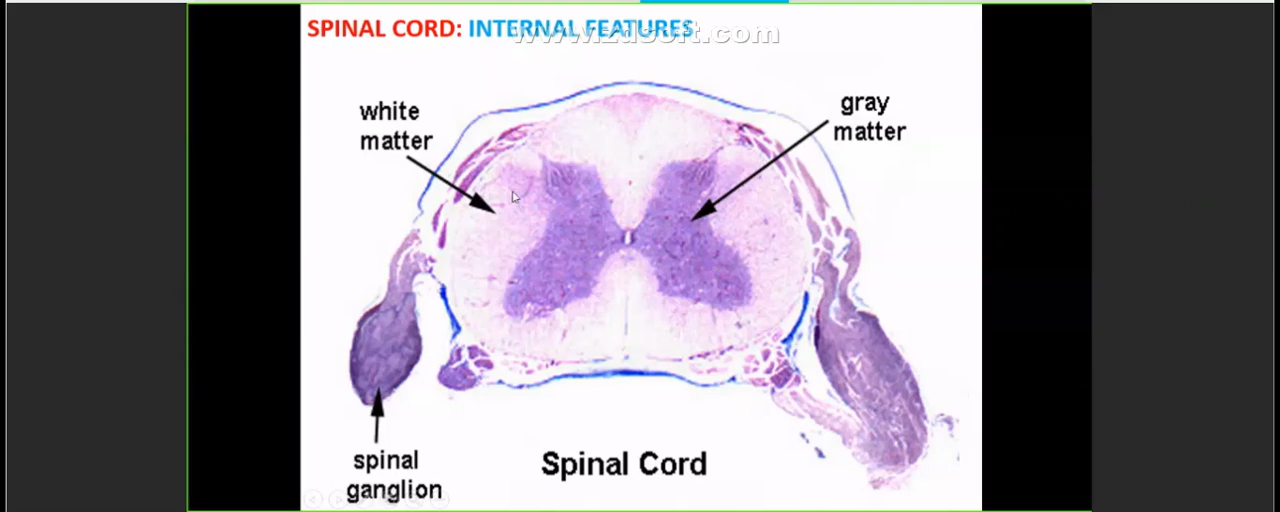 SPINAL CORD: INTERNAL FEATURES
white
matter
gray
matter
spinal
ganglion
Spinal Cord